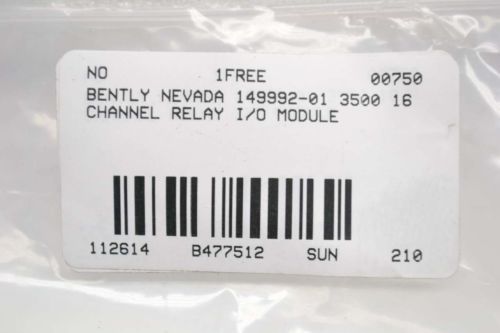 NO 1FREE 00750
BENTLY NEVADA 149992-01 3500 16
CHANNEL RELAY I/O MODULE
112614 B477512 SUN 210